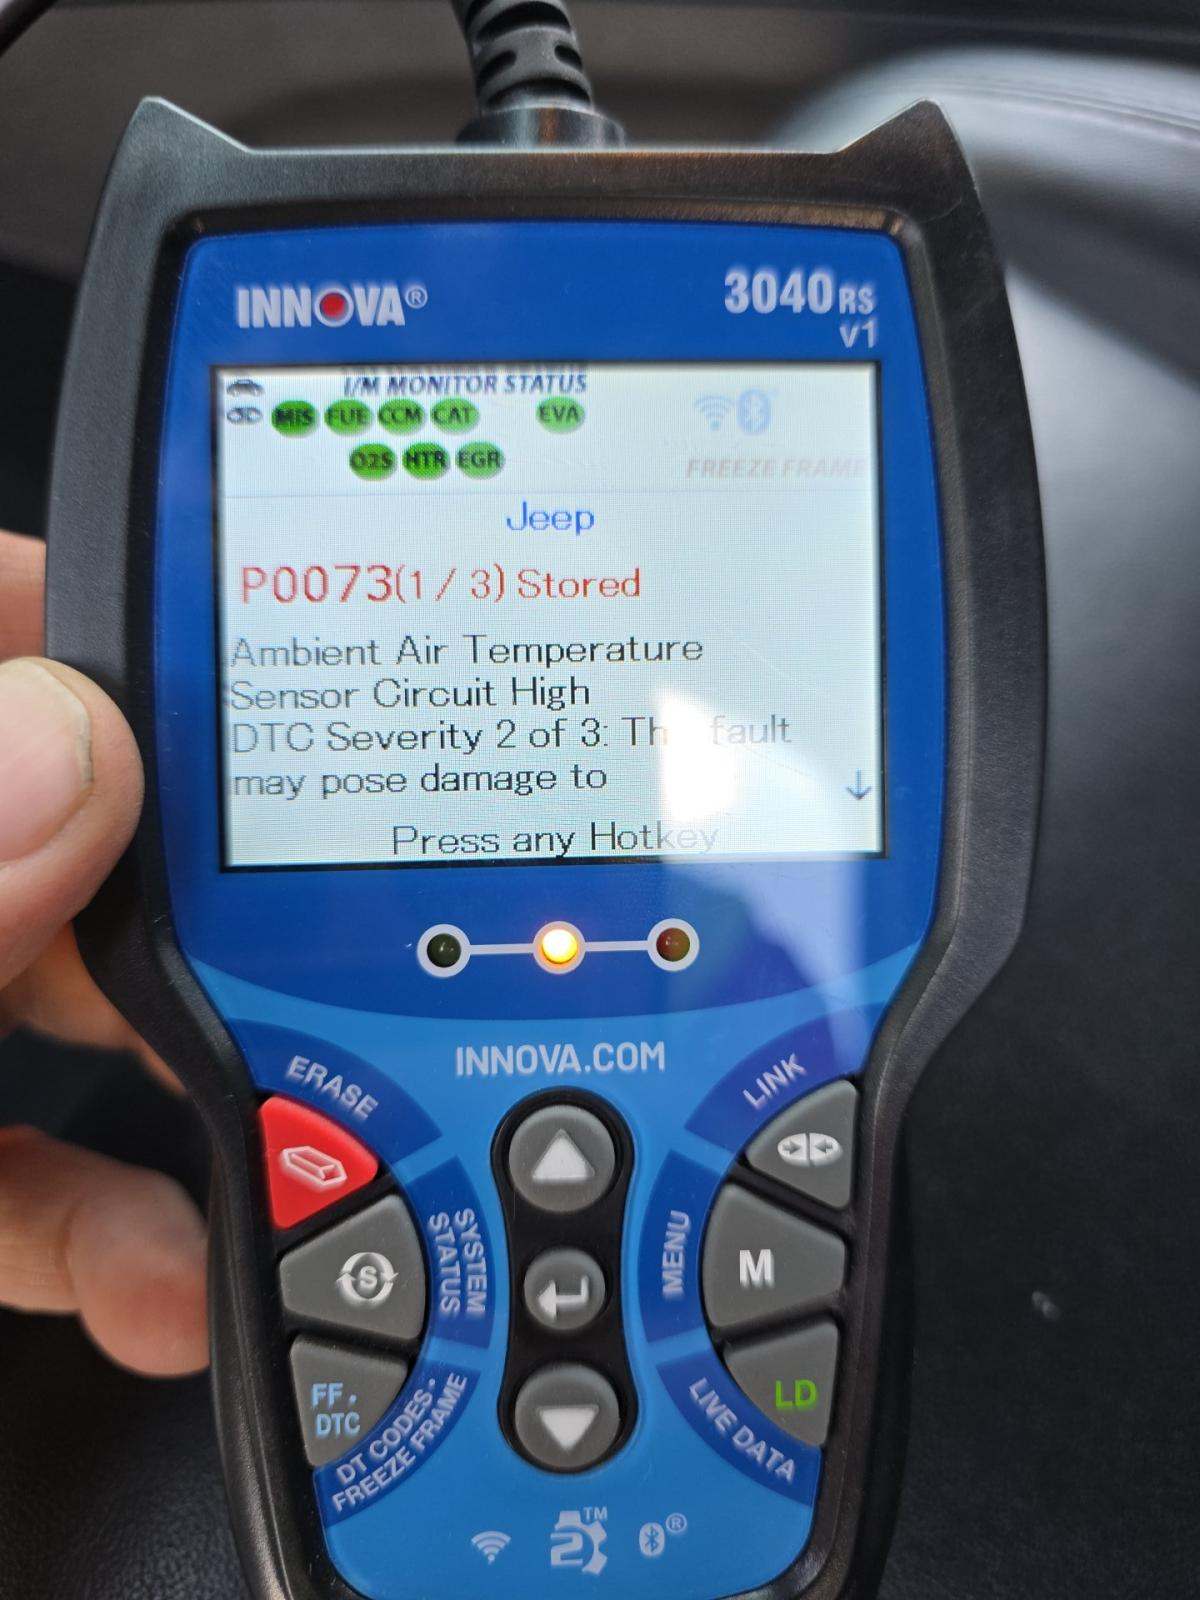 INNOVA®
3040RS
v1
I/M MONITOR STATUS
MIS FUE CCM CAT EVA
O2S HTR EGR
FREEZE FRAME
Jeep
P0073(1 / 3) Stored
Ambient Air Temperature
Sensor Circuit High
DTC Severity 2 of 3: Th fault
may pose damage to
Press any Hotkey
INNOVA.COM
ERASE
LINK
S
SYSTEM
STATUS
MENU
M
FF.
DTC
DT CODES·
FREEZE FRAME
LIVE DATA
LD
2™
®